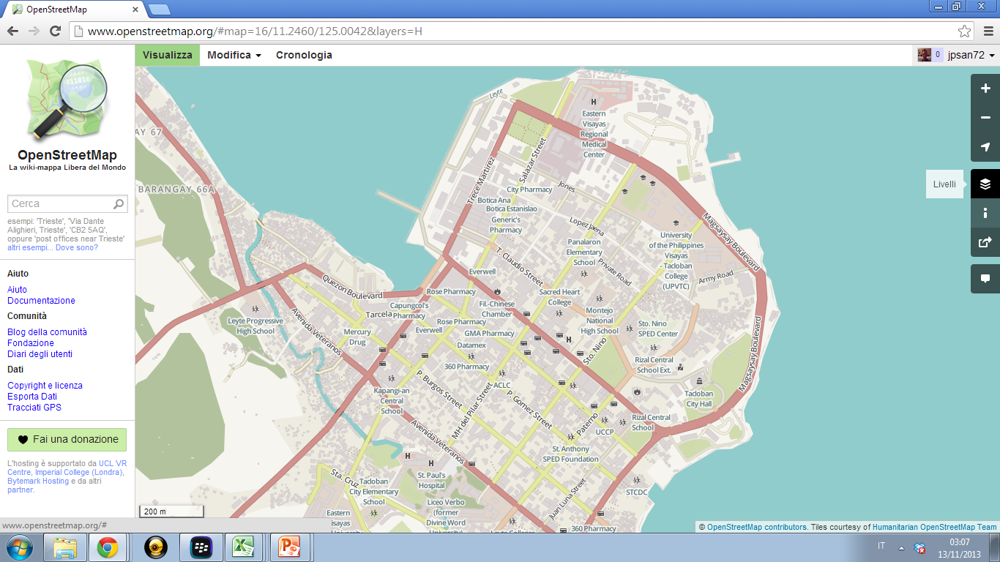 OpenStreetMap
www.openstreetmap.org/#map=16/11.2460/125.0042&layers=H
Visualizza
Modifica
Cronologia
0
jpsan72
OpenStreetMap
La wiki-mappa Libera del Mondo
Cerca
esempi: 'Trieste', 'Via Dante
Alighieri, Trieste', 'CB2 5AQ',
oppure 'post offices near Trieste'
altri esempi... Dove sono?
Aiuto
Aiuto
Documentazione
Comunità
Blog della comunità
Fondazione
Diari degli utenti
Dati
Copyright e licenza
Esporta Dati
Tracciati GPS
Fai una donazione
L'hosting è supportato da UCL VR
Centre, Imperial College (Londra),
Bytemark Hosting e da altri
partner.
www.openstreetmap.org/#
Livelli
AY 67
BARANGAY 66A
Leyte
H
Eastern
Visayas
Regional
Medical
Center
Salazar Street
Trece Martirez
Jones
City Pharmacy
Botica Ana
Botica Estanislao
Generic's
Pharmacy
Lopez Jaena
Magsaysay Boulevard
Panalaron
Elementary
School
University
of the Philippines
Visayas
Tacloban
College
(UPVTC)
T. Claudio Street
Private Road
Army Road
Everwell
Quezon Boulevard
Rose Pharmacy
Sacred Heart
College
Fil-Chinese
Chamber
Capungcol's
Pharmacy
Tarcela
Montejo
National
High School
Leyte Progressive
High School
Avenida Veteranos
Rose Pharmacy
Everwell
GMA Pharmacy
Sto. Nino
SPED Center
Mercury
Drug
Datamex
H
Sto. Nino
Magsaysay Boulevard
360 Pharmacy
Rizal Central
School Ext.
P. Burgos Street
ACLC
Kapangi-an
Central
School
P. Gomez Street
Tacloban
City Hall
MH del Pilar Street
Rizal Central
School
Paterno
UCCP
Avenida Veteranos
St. Anthony
SPED Foundation
H
H
Sta. Cruz
St. Paul's
Hospital
Tacloban
City Elementary
School
Juan Luna Street
STCDC
Liceo Verbo
(former
Divine Word
Eastern
Visayas
University
Leyte College
360 Pharmacy
200 m
© OpenStreetMap contributors. Tiles courtesy of Humanitarian OpenStreetMap Team
IT
03:07
13/11/2013